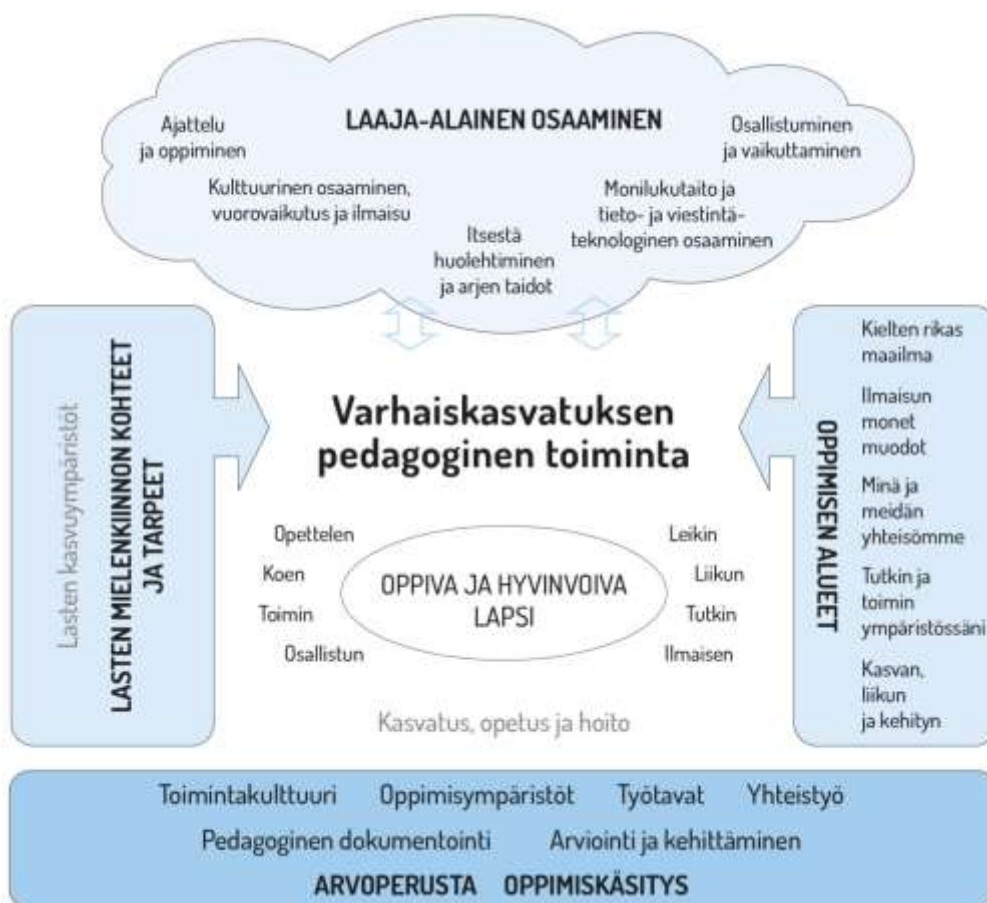 LAAJA-ALAINEN OSAAMINEN
Ajattelu
ja oppiminen
Kulttuurinen osaaminen,
vuorovaikutus ja ilmaisu
Itsestä
huolehtiminen
ja arjen taidot
Monilukutaito ja
tieto- ja viestintä-
teknologinen osaaminen
Osallistuminen
ja vaikuttaminen
Lasten kasvuympäristöt
LASTEN MIELENKIINNON KOHTEET
JA TARPEET
Varhaiskasvatuksen
pedagoginen toiminta
Opettelen
Koen
Toimin
Osallistun
OPPIVA JA HYVINVOIVA
LAPSI
Leikin
Liikun
Tutkin
Ilmaisen
Kasvatus, opetus ja hoito
OPPIMISEN ALUEET
Kielten rikas
maailma
Ilmaisun
monet
muodot
Minä ja
meidän
yhteisömme
Tutkin ja
toimin
ympäristössäni
Kasvan,
liikun
ja kehityn
Toimintakulttuuri Oppimisympäristöt Työtavat Yhteistyö
Pedagoginen dokumentointi Arviointi ja kehittäminen
ARVOPERUSTA OPPIMISKÄSITYS